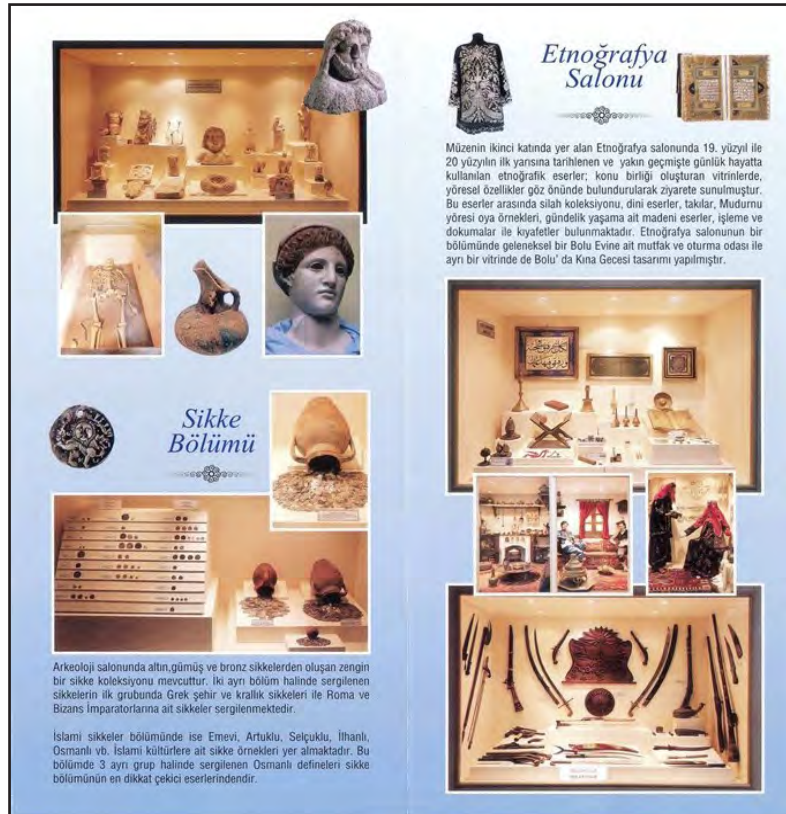 Sikke
Bölümü
Arkeoloji salonunda altın,gümüş ve bronz sikkelerden oluşan zengin
bir sikke koleksiyonu mevcuttur. İki ayrı bölüm halinde sergilenen
sikkelerin ilk grubunda Grek şehir ve krallık sikkeleri ile Roma ve
Bizans İmparatorlarına ait sikkeler sergilenmektedir.
İslami sikkeler bölümünde ise Emevi, Artuklu, Selçuklu, İlhanlı,
Osmanlı vb. İslami kültürlere ait sikke örnekleri yer almaktadır. Bu
bölümde 3 ayrı grup halinde sergilenen Osmanlı defineleri sikke
bölümünün en dikkat çekici eserlerindendir.
Etnoğrafya
Salonu
Müzenin ikinci katında yer alan Etnoğrafya salonunda 19. yüzyıl ile
20 yüzyılın ilk yarısına tarihlenen ve yakın geçmişte günlük hayatta
kullanılan etnoğrafik eserler; konu birliği oluşturan vitrinlerde,
yöresel özellikler göz önünde bulundurularak ziyarete sunulmuştur.
Bu eserler arasında silah koleksiyonu, dini eserler, takılar, Mudurnu
yöresi oya örnekleri, gündelik yaşama ait madeni eserler, işleme ve
dokumalar ile kıyafetler bulunmaktadır. Etnoğrafya salonunun bir
bölümünde geleneksel bir Bolu Evine ait mutfak ve oturma odası ile
ayrı bir vitrinde de Bolu' da Kına Gecesi tasarımı yapılmıştır.